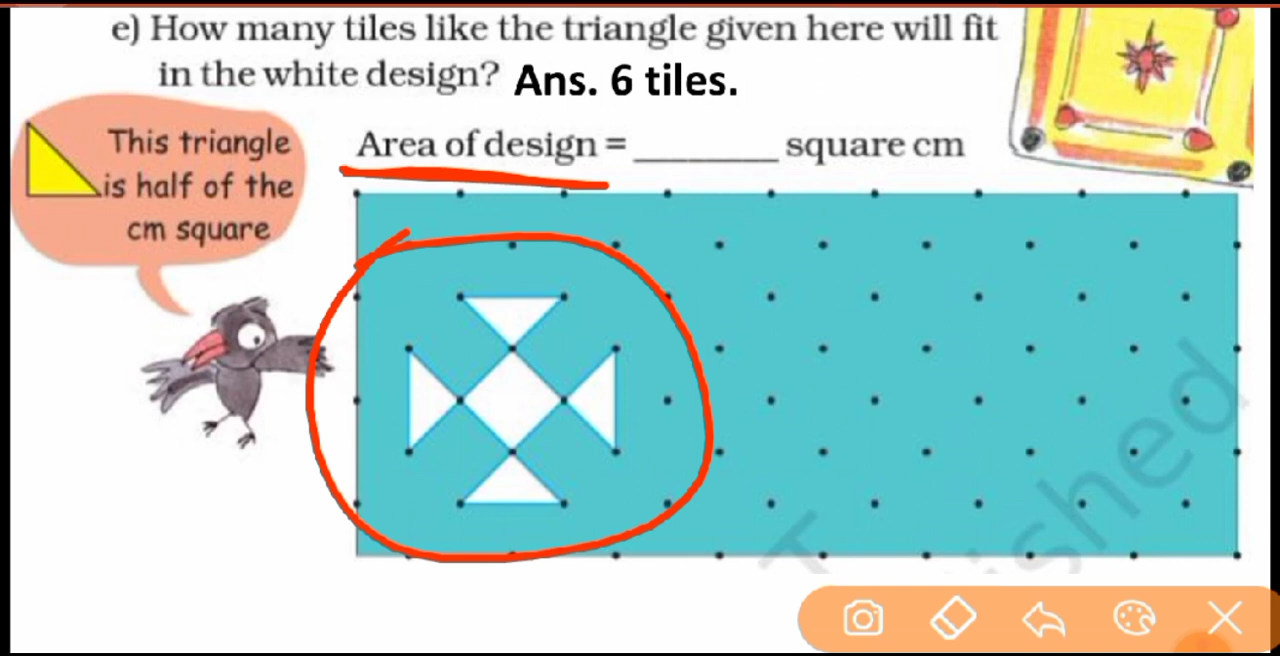 e) How many tiles like the triangle given here will fit
in the white design? Ans. 6 tiles.
This triangle
is half of the
cm square
Area of design = ________ square cm
shed